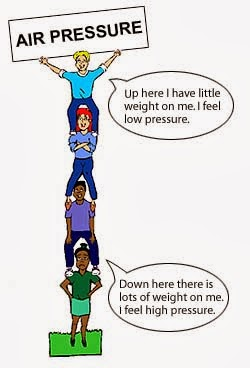 AIR PRESSURE
Up here I have little
weight on me. I feel
low pressure.
Down here there is
lots of weight on me.
I feel high pressure.